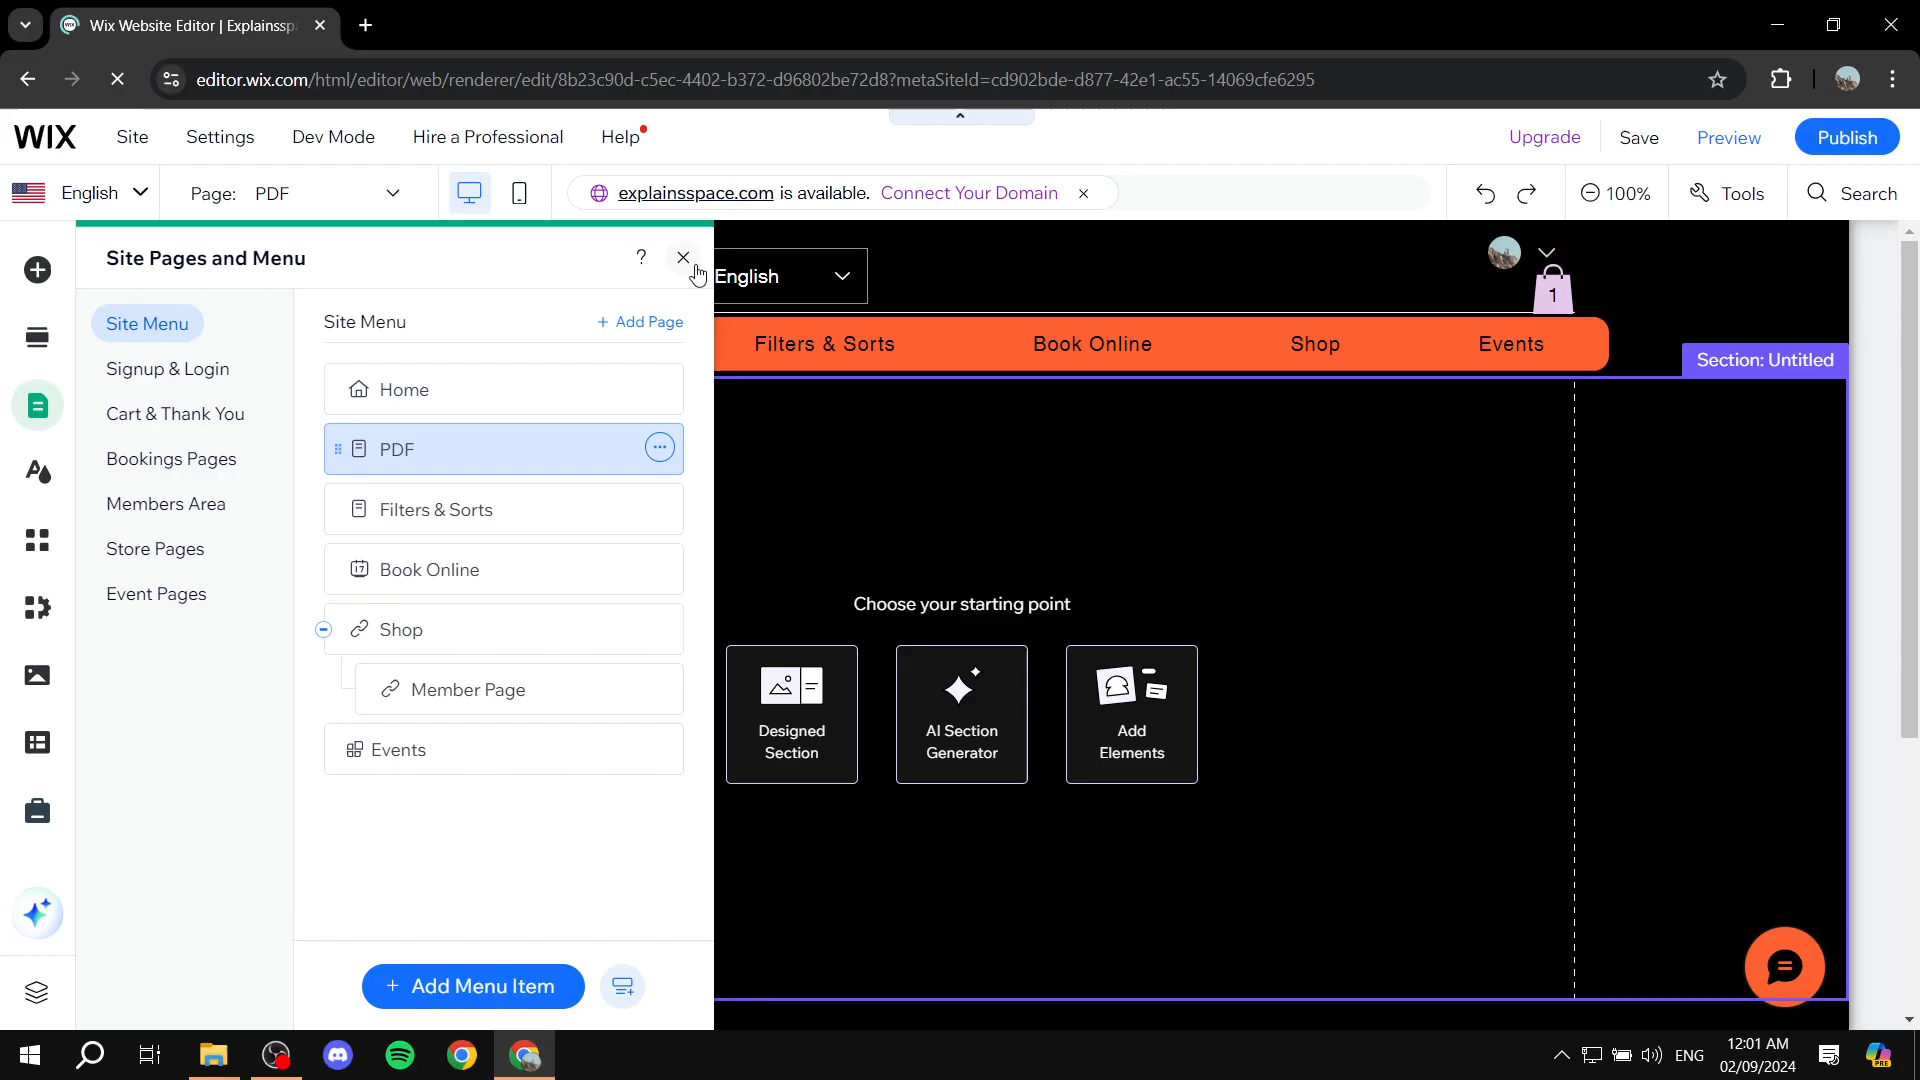 Wix Website Editor | Explainssp
editor.wix.com/html/editor/web/renderer/edit/8b23c90d-c5ec-4402-b372-d96802be72d8?metaSiteId=cd902bde-d877-42e1-ac55-14069cfe6295
WIX Site Settings Dev Mode Hire a Professional Help Upgrade Save Preview Publish
English Page: PDF explainsspace.com is available. Connect Your Domain 100% Tools Search
Site Pages and Menu ?
English
1
Site Menu
Signup & Login
Cart & Thank You
Bookings Pages
Members Area
Store Pages
Event Pages
Site Menu + Add Page
Home
PDF
Filters & Sorts
Book Online
Shop
Member Page
Events
+ Add Menu Item
Filters & Sorts Book Online Shop Events
Section: Untitled
Choose your starting point
Designed
Section
AI Section
Generator
Add
Elements
ENG
12:01 AM
02/09/2024
PRE